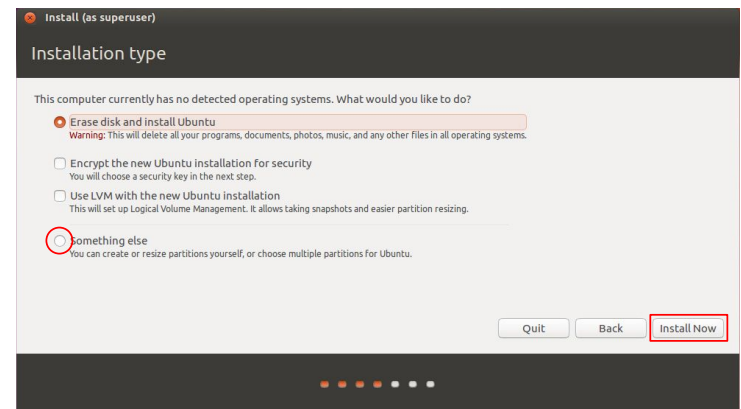 Install (as superuser)
Installation type
This computer currently has no detected operating systems. What would you like to do?
Erase disk and install Ubuntu
Warning: This will delete all your programs, documents, photos, music, and any other files in all operating systems.
Encrypt the new Ubuntu installation for security
You will choose a security key in the next step.
Use LVM with the new Ubuntu installation
This will set up Logical Volume Management. It allows taking snapshots and easier partition resizing.
Something else
You can create or resize partitions yourself, or choose multiple partitions for Ubuntu.
Quit Back Install Now